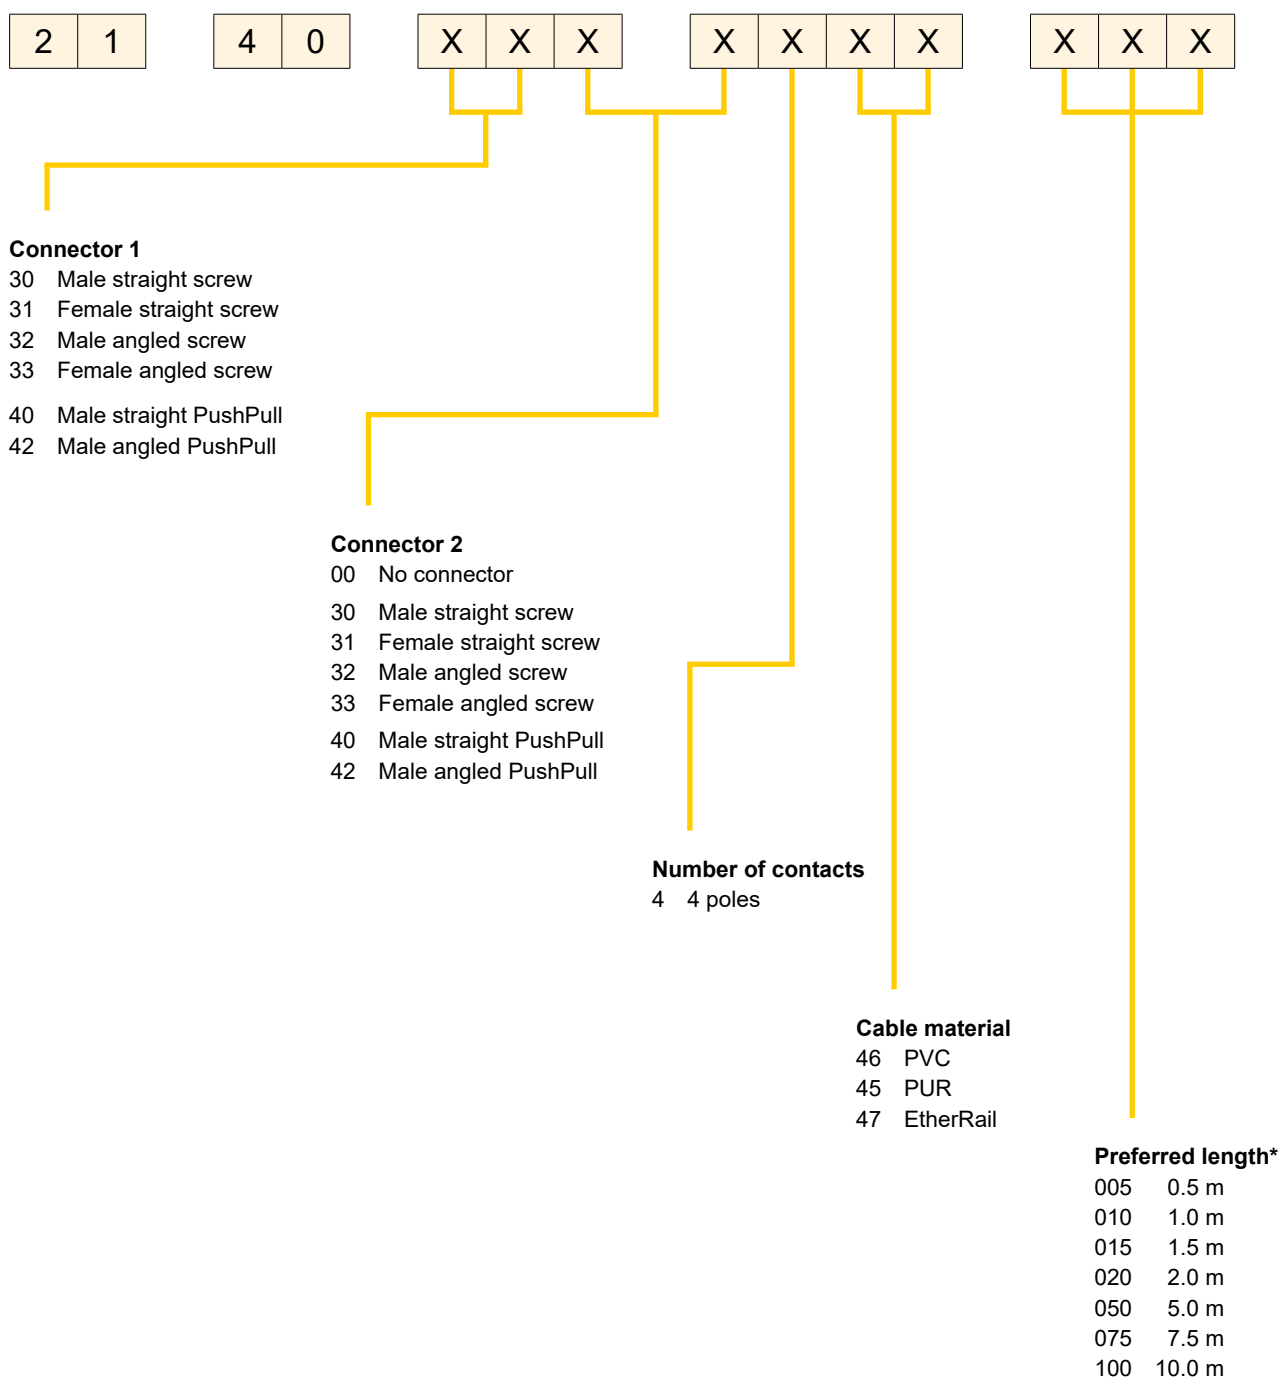 2 1 4 0 X X X X X X X X X X
Connector 1
30 Male straight screw
31 Female straight screw
32 Male angled screw
33 Female angled screw
40 Male straight PushPull
42 Male angled PushPull
Connector 2
00 No connector
30 Male straight screw
31 Female straight screw
32 Male angled screw
33 Female angled screw
40 Male straight PushPull
42 Male angled PushPull
Number of contacts
4 4 poles
Cable material
46 PVC
45 PUR
47 EtherRail
Preferred length*
005 0.5 m
010 1.0 m
015 1.5 m
020 2.0 m
050 5.0 m
075 7.5 m
100 10.0 m